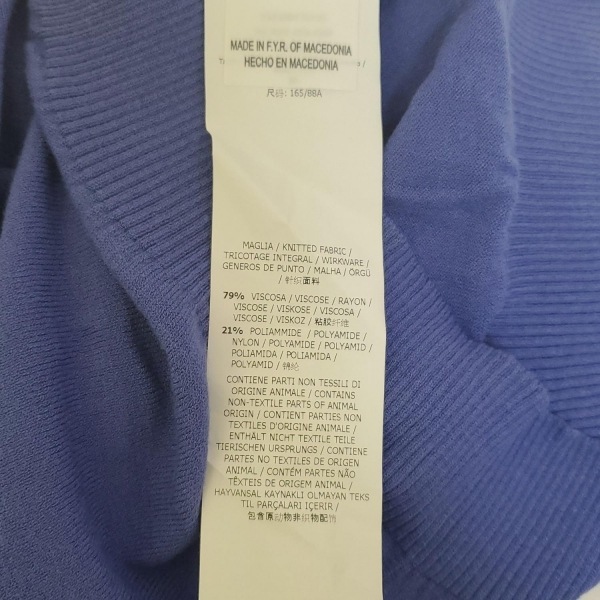 MADE IN F.Y.R. OF MACEDONIA
HECHO EN MACEDONIA
尺码: 165/88A
MAGLIA / KNITTED FABRIC /
TRICOTAGE INTEGRAL / WIRKWARE /
GENEROS DE PUNTO / MALHA / ÖRGÜ
/ 针织面料
79% VISCOSA / VISCOSE / RAYON /
VISCOSE / VISKOSE / VISCOSA /
VISCOSE / VISKOZ / 粘胶纤维
21% POLIAMMIDE / POLYAMIDE /
NYLON / POLYAMIDE / POLYAMID /
POLIAMIDA / POLIAMIDA /
POLYAMID / 锦纶
CONTIENE PARTI NON TESSILI DI
ORIGINE ANIMALE / CONTAINS
NON-TEXTILE PARTS OF ANIMAL
ORIGIN / CONTIENT PARTIES NON
TEXTILES D'ORIGINE ANIMALE /
ENTHÄLT NICHT TEXTILE TEILE
TIERISCHEN URSPRUNGS / CONTIENE
PARTES NO TEXTILES DE ORIGEN
ANIMAL / CONTÉM PARTES NÃO
TÊXTEIS DE ORIGEM ANIMAL /
HAYVANSAL KAYNAKLI OLMAYAN TEKS
TIL PARÇALARI İÇERIR /
包含原动物非织物配饰